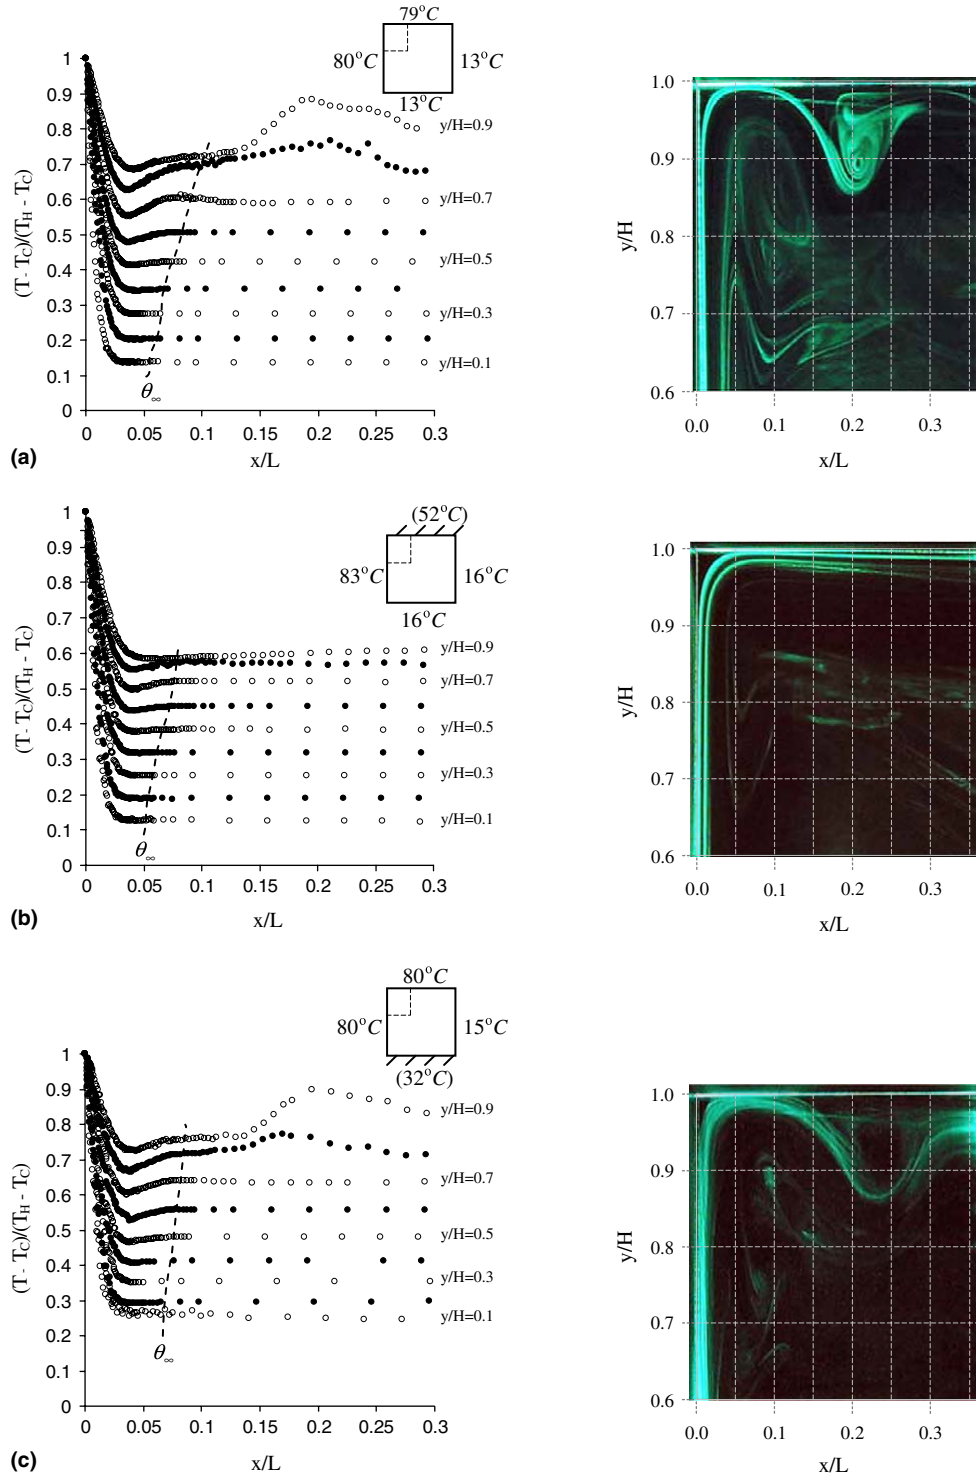 79°C
80°C
13°C
13°C
1
0.9
0.8
0.7
0.6
0.5
0.4
0.3
0.2
0.1
0
(T - T_C)/(T_H - T_C)
y/H=0.9
y/H=0.7
y/H=0.5
y/H=0.3
y/H=0.1
θ∞
0 0.05 0.1 0.15 0.2 0.25 0.3
x/L
(a)
1.0
0.9
0.8
0.7
0.6
y/H
0.0 0.1 0.2 0.3
x/L
(52°C)
83°C
16°C
16°C
1
0.9
0.8
0.7
0.6
0.5
0.4
0.3
0.2
0.1
0
(T - T_C)/(T_H - T_C)
y/H=0.9
y/H=0.7
y/H=0.5
y/H=0.3
y/H=0.1
θ∞
0 0.05 0.1 0.15 0.2 0.25 0.3
x/L
(b)
1.0
0.9
0.8
0.7
0.6
y/H
0.0 0.1 0.2 0.3
x/L
80°C
80°C
15°C
(32°C)
1
0.9
0.8
0.7
0.6
0.5
0.4
0.3
0.2
0.1
0
(T - T_C)/(T_H - T_C)
y/H=0.9
y/H=0.7
y/H=0.5
y/H=0.3
y/H=0.1
θ∞
0 0.05 0.1 0.15 0.2 0.25 0.3
x/L
(c)
1.0
0.9
0.8
0.7
0.6
y/H
0.0 0.1 0.2 0.3
x/L